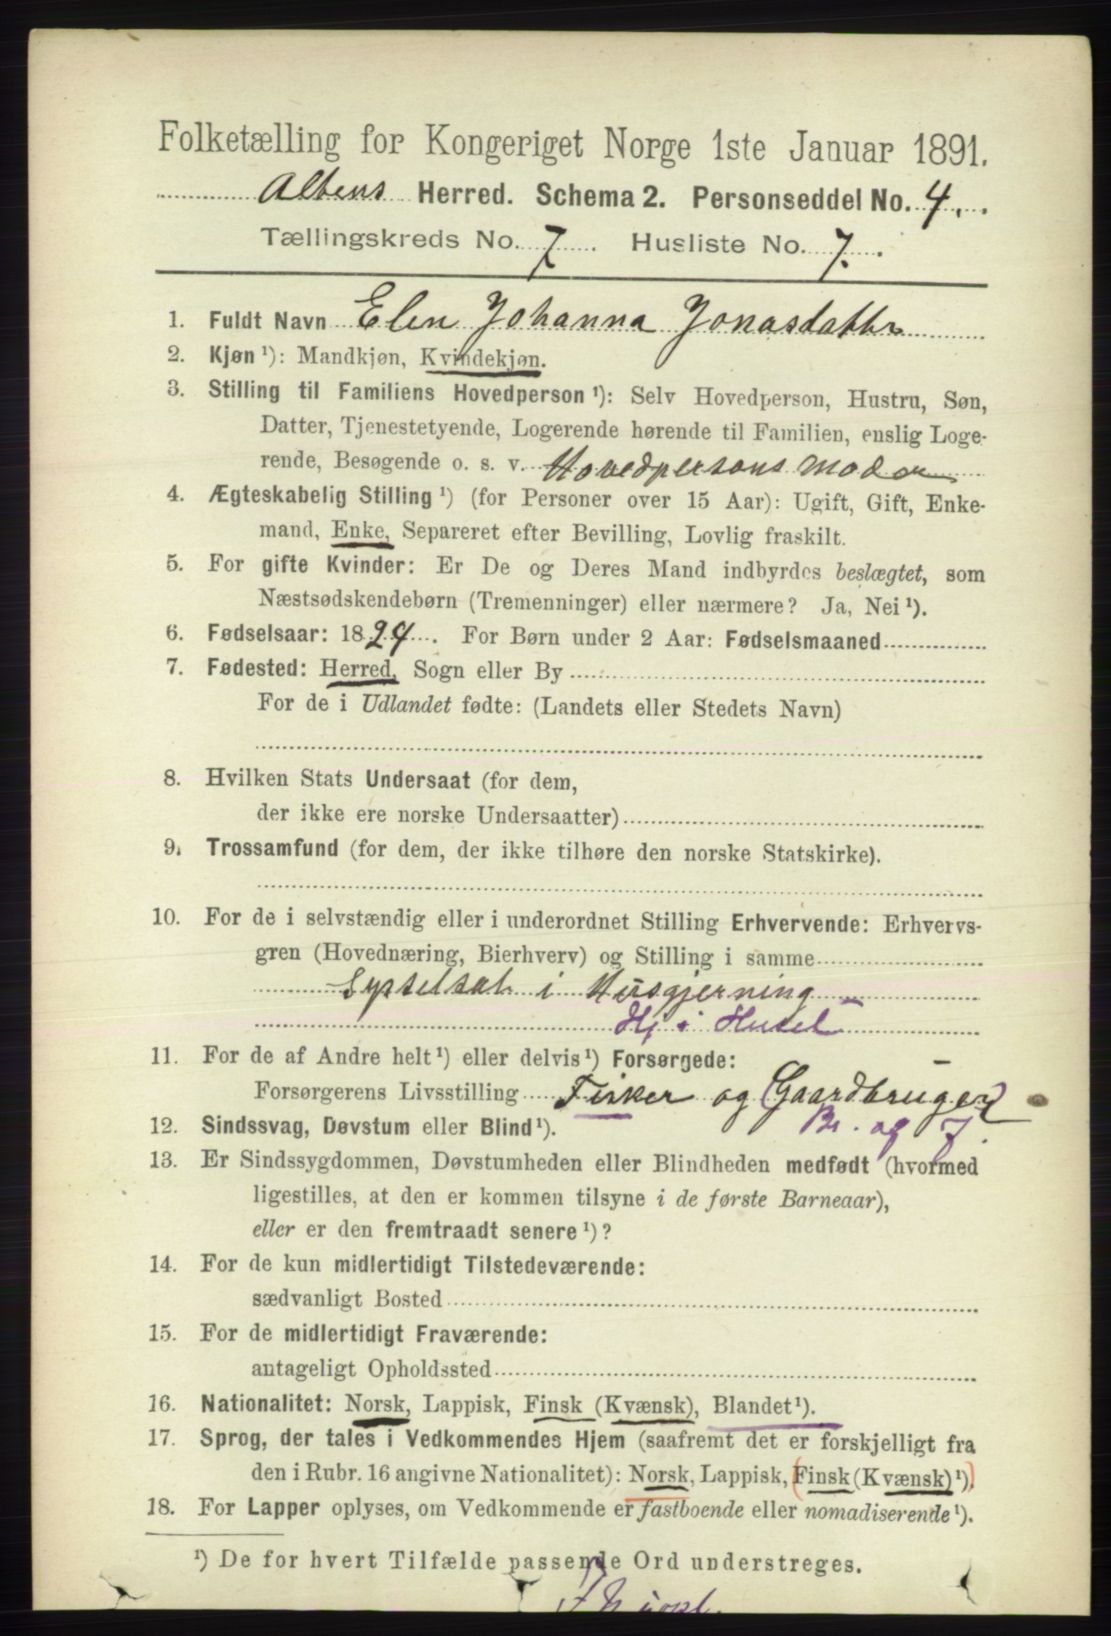 Folketælling for Kongeriget Norge 1ste Januar 1891.
Altens Herred. Schema 2. Personseddel No. 4.
Tællingskreds No. 7 Husliste No. 7.
1. Fuldt Navn Elen Johanna Jonasdatter
2. Kjøn ¹): Mandkjøn, Kvindekjøn.
3. Stilling til Familiens Hovedperson ¹): Selv Hovedperson, Hustru, Søn,
Datter, Tjenestetyende, Logerende hørende til Familien, enslig Loge-
rende, Besøgende o. s. v. Hovedpersons moder
4. Ægteskabelig Stilling ¹) (for Personer over 15 Aar): Ugift, Gift, Enke-
mand, Enke, Separeret efter Bevilling, Lovlig fraskilt.
5. For gifte Kvinder: Er De og Deres Mand indbyrdes beslægtet, som
Næstsødskendebørn (Tremenninger) eller nærmere? Ja, Nei ¹).
6. Fødselsaar: 1824. For Børn under 2 Aar: Fødselsmaaned
7. Fødested: Herred, Sogn eller By
For de i Udlandet fødte: (Landets eller Stedets Navn)
8. Hvilken Stats Undersaat (for dem,
der ikke ere norske Undersaatter)
9. Trossamfund (for dem, der ikke tilhøre den norske Statskirke).
10. For de i selvstændig eller i underordnet Stilling Erhvervende: Erhvervs-
gren (Hovednæring, Bierhverv) og Stilling i samme
Sysselsat i Husgjerning
Hj i Huset
11. For de af Andre helt ¹) eller delvis ¹) Forsørgede:
Forsørgerens Livsstilling Fisker og Gaardbruger
Br. og F.
12. Sindssvag, Døvstum eller Blind ¹).
13. Er Sindssygdommen, Døvstumheden eller Blindheden medfødt (hvormed
ligestilles, at den er kommen tilsyne i de første Barneaar),
eller er den fremtraadt senere ¹)?
14. For de kun midlertidigt Tilstedeværende:
sædvanligt Bosted
15. For de midlertidigt Fraværende:
antageligt Opholdssted
16. Nationalitet: Norsk, Lappisk, Finsk (Kvænsk), Blandet ¹).
17. Sprog, der tales i Vedkommendes Hjem (saafremt det er forskjelligt fra
den i Rubr. 16 angivne Nationalitet): Norsk, Lappisk, Finsk (Kvænsk) ¹).
18. For Lapper oplyses, om Vedkommende er fastboende eller nomadiserende ¹).
¹) De for hvert Tilfælde passende Ord understreges.